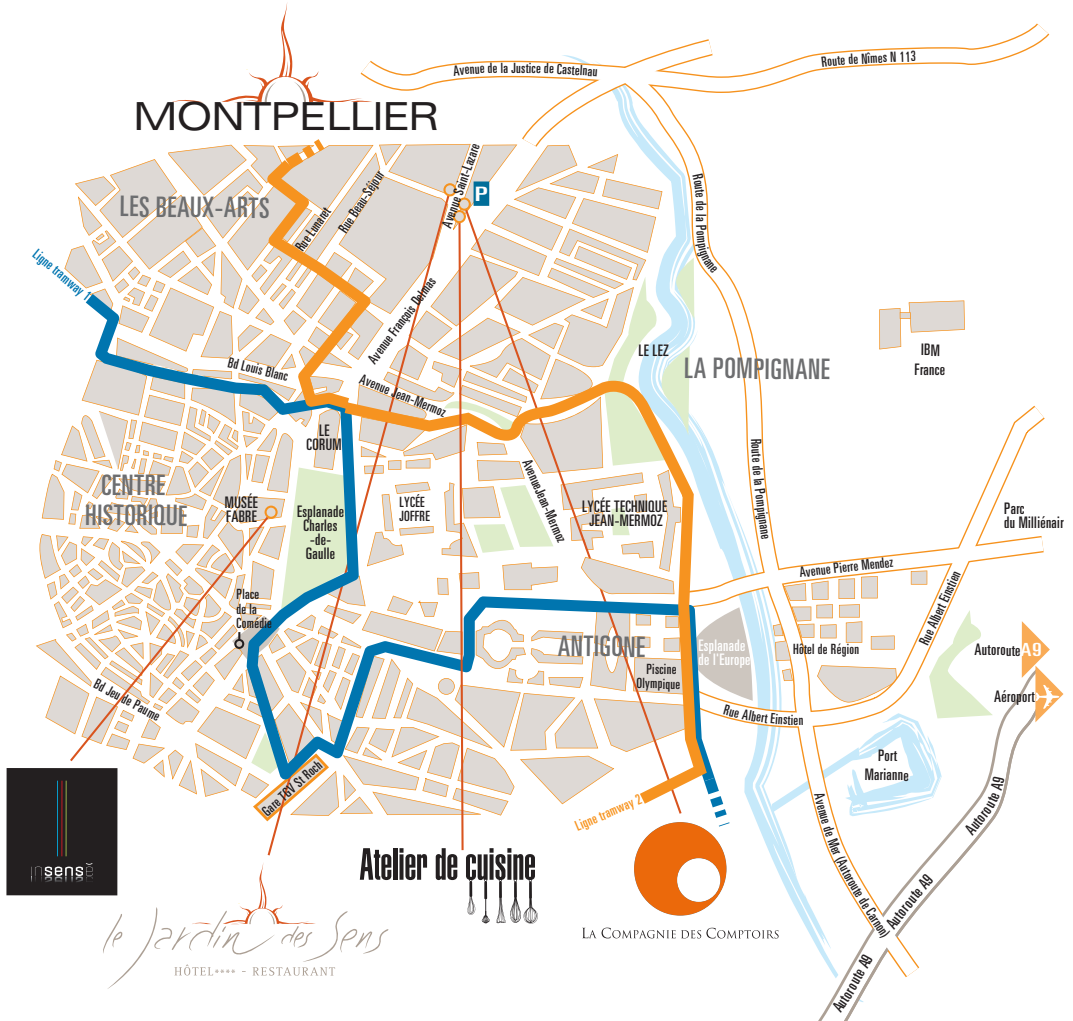 Avenue de la Justice de Castelnau
Route de Nîmes N 113
MONTPELLIER
LES BEAUX-ARTS
Rue Lunaret
Rue Beau-Séjour
Avenue Saint-Lazare
P
Route de la Pompignane
Ligne tramway 1
Avenue François Delmas
LE LEZ
LA POMPIGNANE
IBM
France
Bd Louis Blanc
Avenue Jean-Mermoz
LE
CORUM
CENTRE
HISTORIQUE
MUSÉE
FABRE
Esplanade
Charles
-de-
Gaulle
LYCÉE
JOFFRE
Avenue Jean-Mermoz
LYCÉE TECHNIQUE
JEAN-MERMOZ
Route de la Pompignane
Parc
du Milliénair
Avenue Pierre Mendez
Place
de la
Comédie
Rue Albert Einstien
ANTIGONE
Esplanade
de l'Europe
Hôtel de Région
Autoroute A9
Piscine
Olympique
Aéroport
Bd Jeu de Paume
Rue Albert Einstien
Port
Marianne
Gare TGV St Roch
Ligne tramway 2
Autoroute A9
Avenue de Mer (Autoroute de Carnon)
Autoroute A9
Autoroute A9
insens
Atelier de cuisine
le Jardin des Sens
HÔTEL**** - RESTAURANT
LA COMPAGNIE DES COMPTOIRS